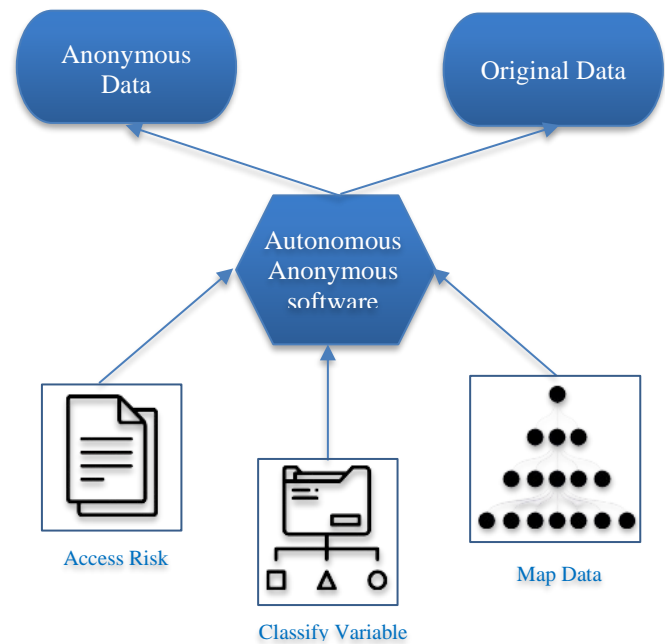 Anonymous
Data
Original Data
Autonomous
Anonymous
software
Access Risk
Map Data
Classify Variable